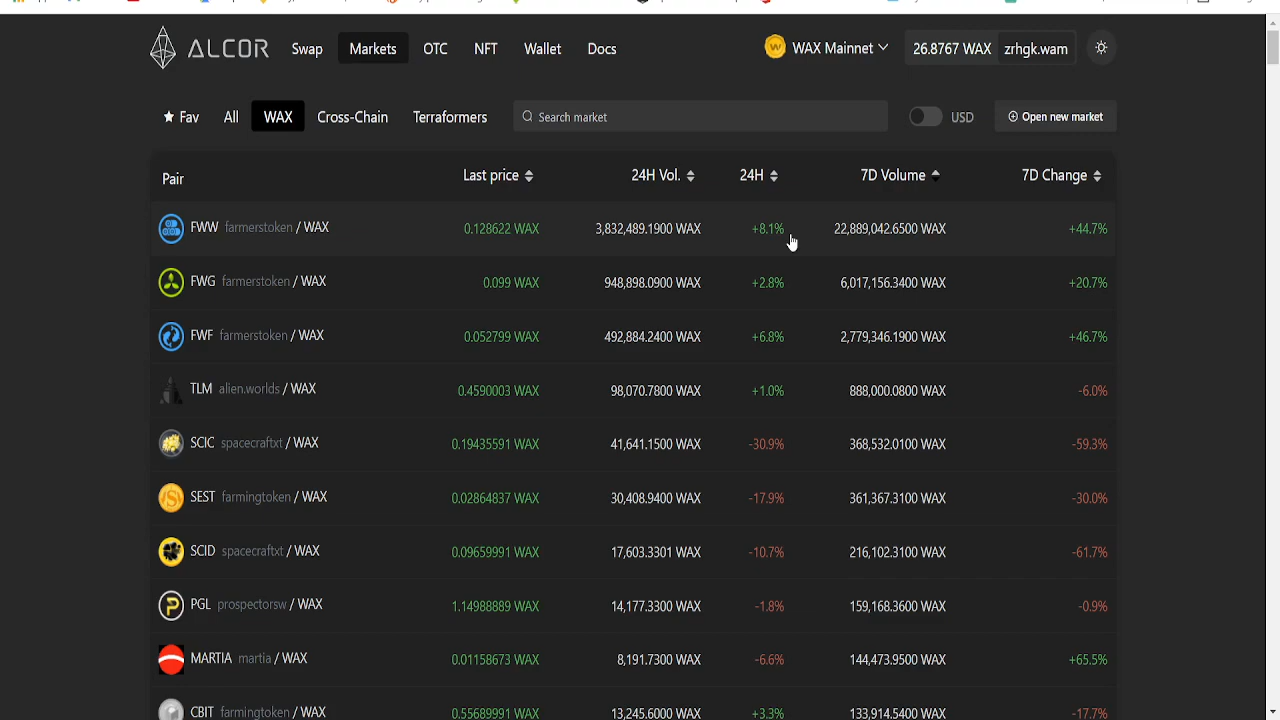 ALCOR Swap Markets OTC NFT Wallet Docs WAX Mainnet 26.8767 WAX zrhgk.wam
Fav All WAX Cross-Chain Terraformers Search market USD Open new market
Pair Last price 24H Vol. 24H 7D Volume 7D Change
FWW farmerstoken / WAX 0.128622 WAX 3,832,489.1900 WAX +8.1% 22,889,042.6500 WAX +44.7%
FWG farmerstoken / WAX 0.099 WAX 948,898.0900 WAX +2.8% 6,017,156.3400 WAX +20.7%
FWF farmerstoken / WAX 0.052799 WAX 492,884.2400 WAX +6.8% 2,779,346.1900 WAX +46.7%
TLM alien.worlds / WAX 0.4590003 WAX 98,070.7800 WAX +1.0% 888,000.0800 WAX -6.0%
SCIC spacecraftxt / WAX 0.19435591 WAX 41,641.1500 WAX -30.9% 368,532.0100 WAX -59.3%
SEST farmingtoken / WAX 0.02864837 WAX 30,408.9400 WAX -17.9% 361,367.3100 WAX -30.0%
SCID spacecraftxt / WAX 0.09659991 WAX 17,603.3301 WAX -10.7% 216,102.3100 WAX -61.7%
PGL prospectorsw / WAX 1.14988889 WAX 14,177.3300 WAX -1.8% 159,168.3600 WAX -0.9%
MARTIA martia / WAX 0.01158673 WAX 8,191.7300 WAX -6.6% 144,473.9500 WAX +65.5%
CBIT farmingtoken / WAX 0.55689991 WAX 13,245.6000 WAX +3.3% 133,914.5400 WAX -17.7%